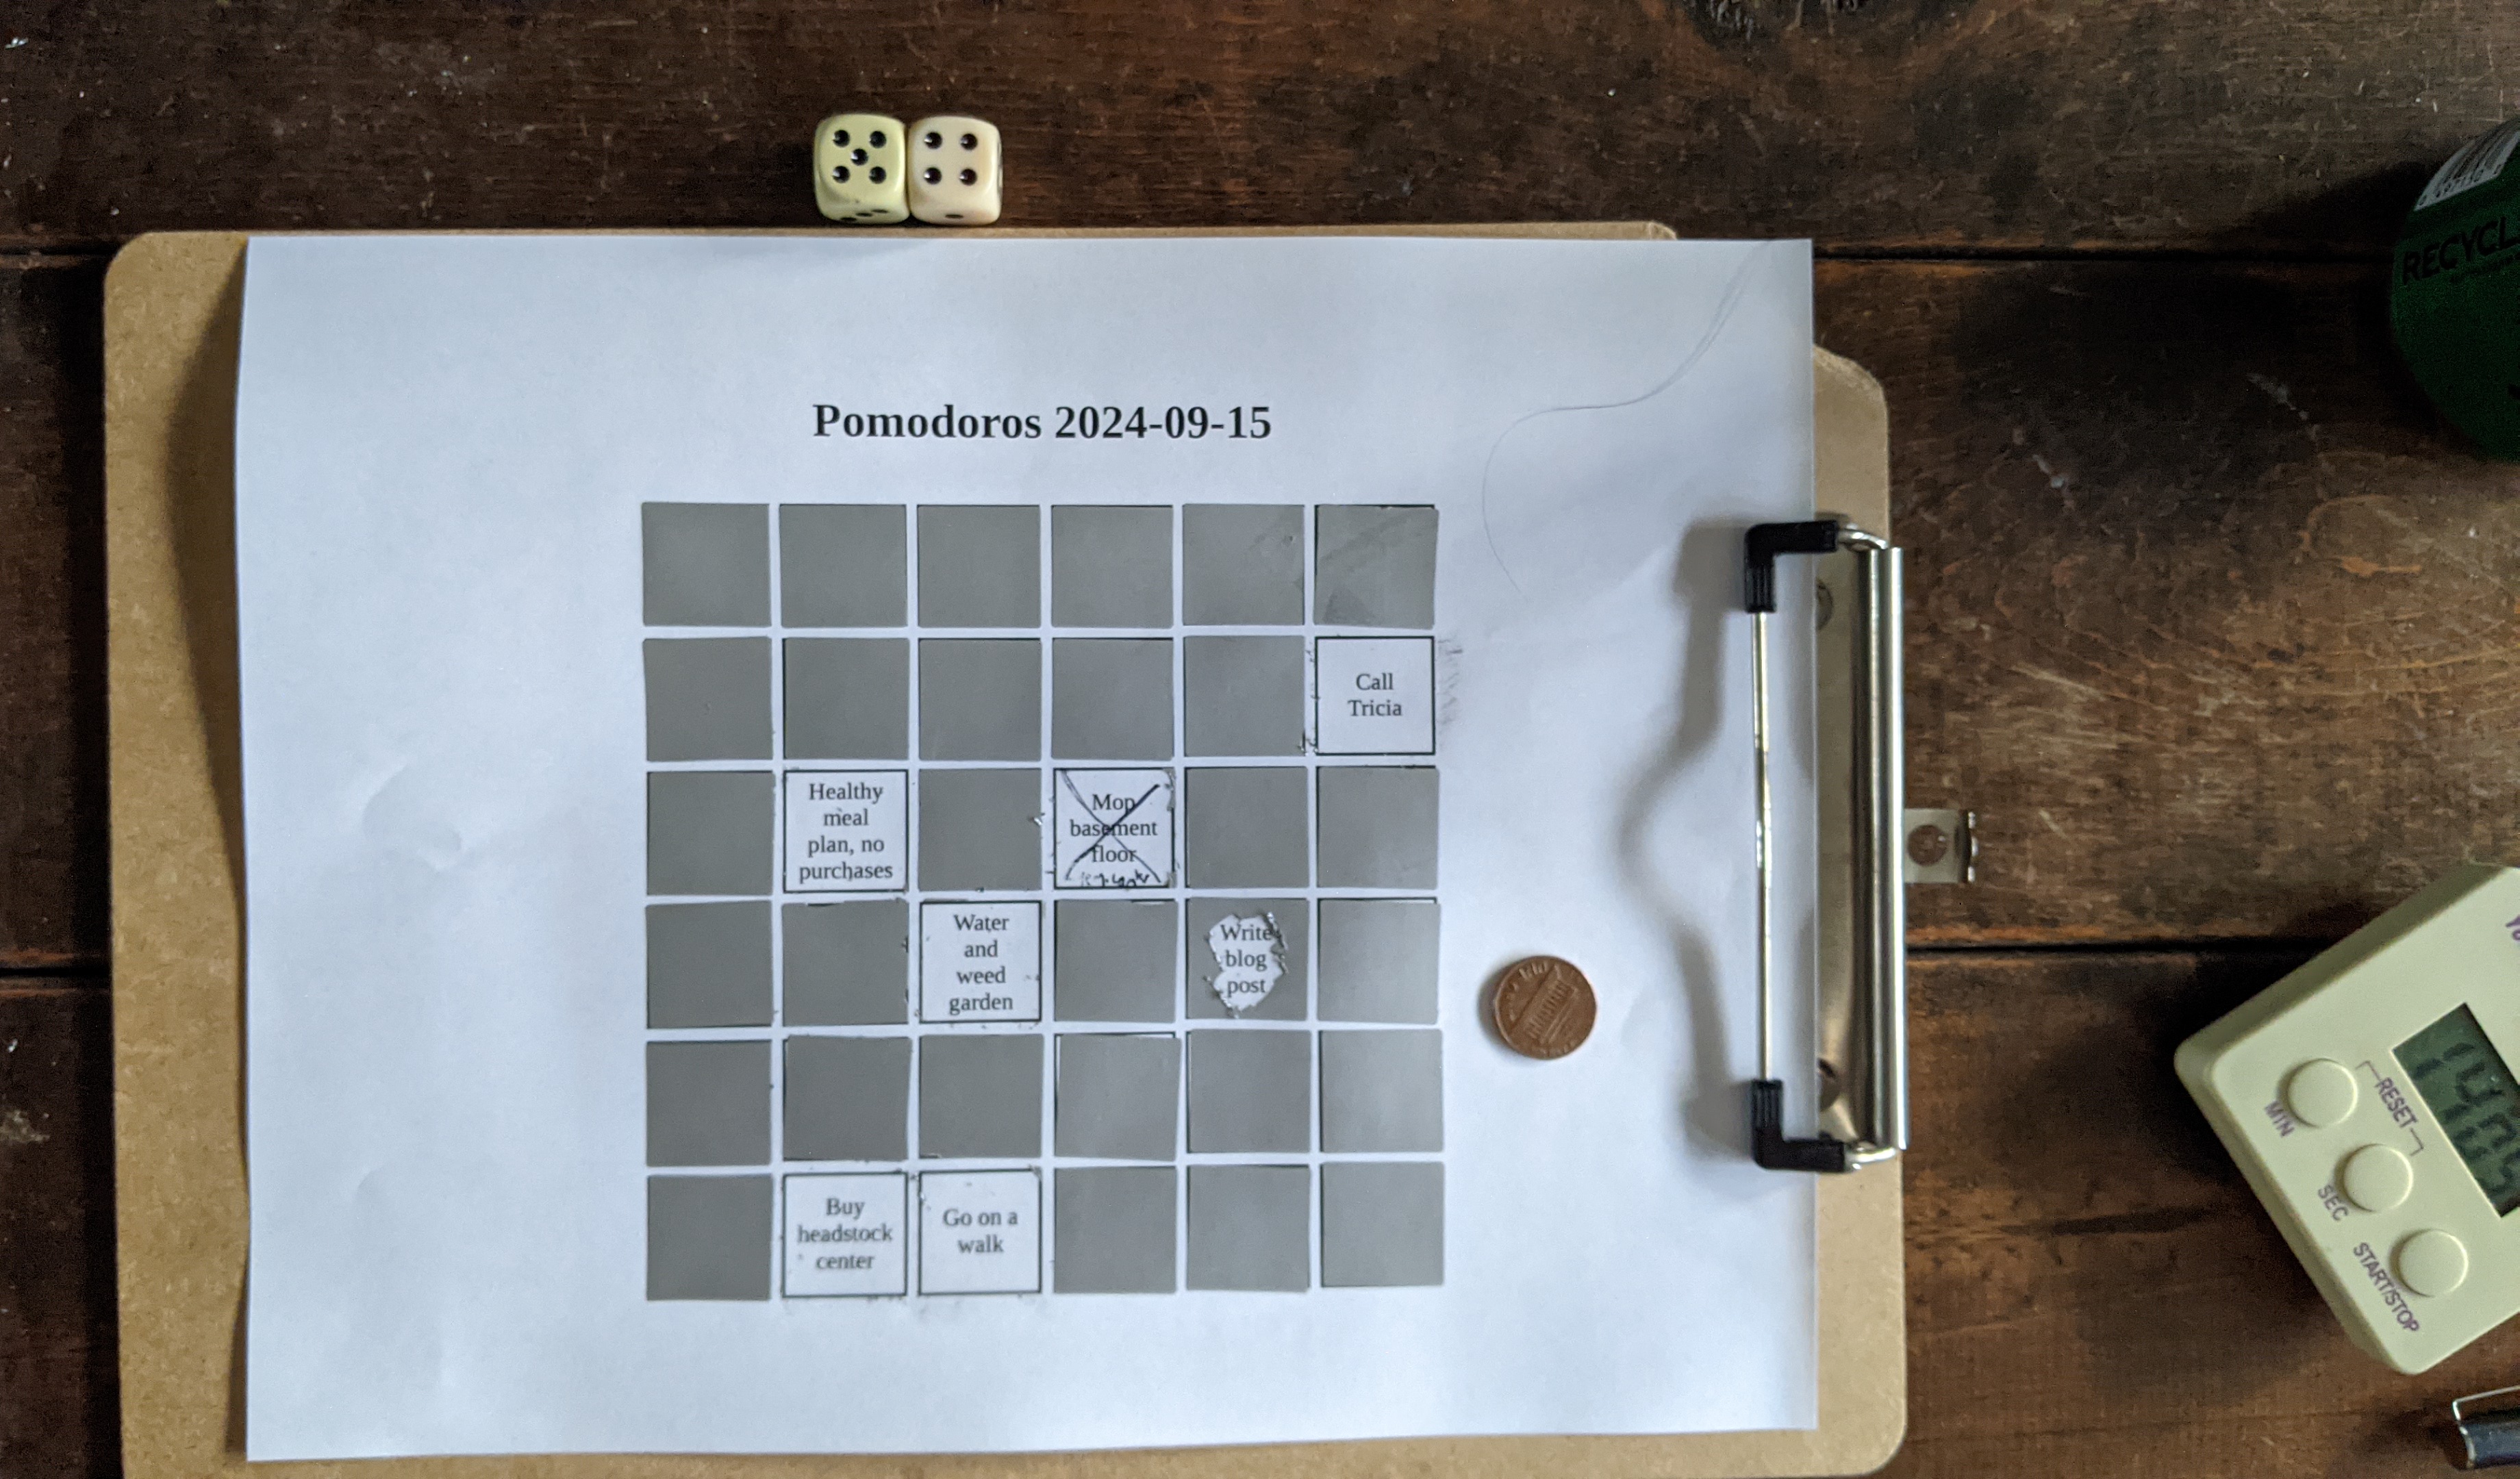 Pomodoros 2024-09-15
Call
Tricia
Healthy
meal
plan, no
purchases
Mop
basement
floor
Water
and
weed
garden
Write
blog
post
Buy
headstock
center
Go on a
walk
MIN
RESET
SEC
START/STOP